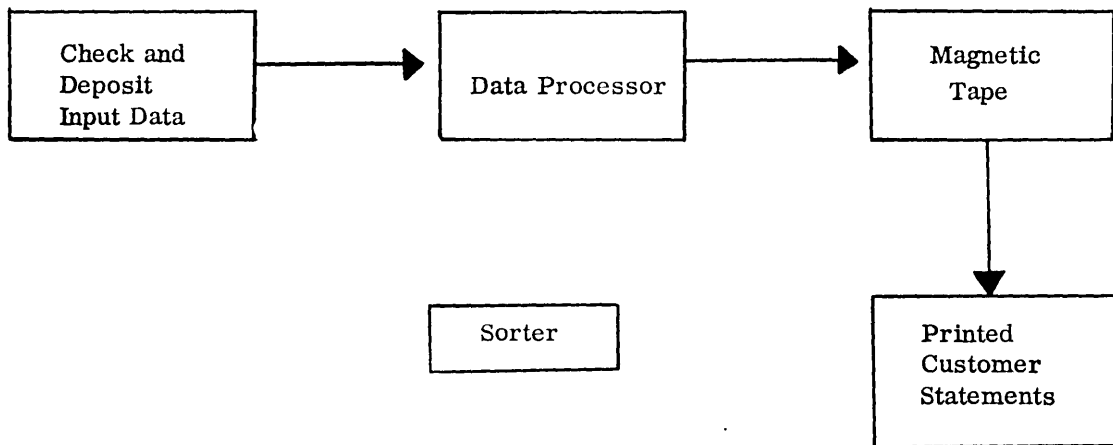 Check and
Deposit
Input Data
Data Processor
Magnetic
Tape
Sorter
Printed
Customer
Statements